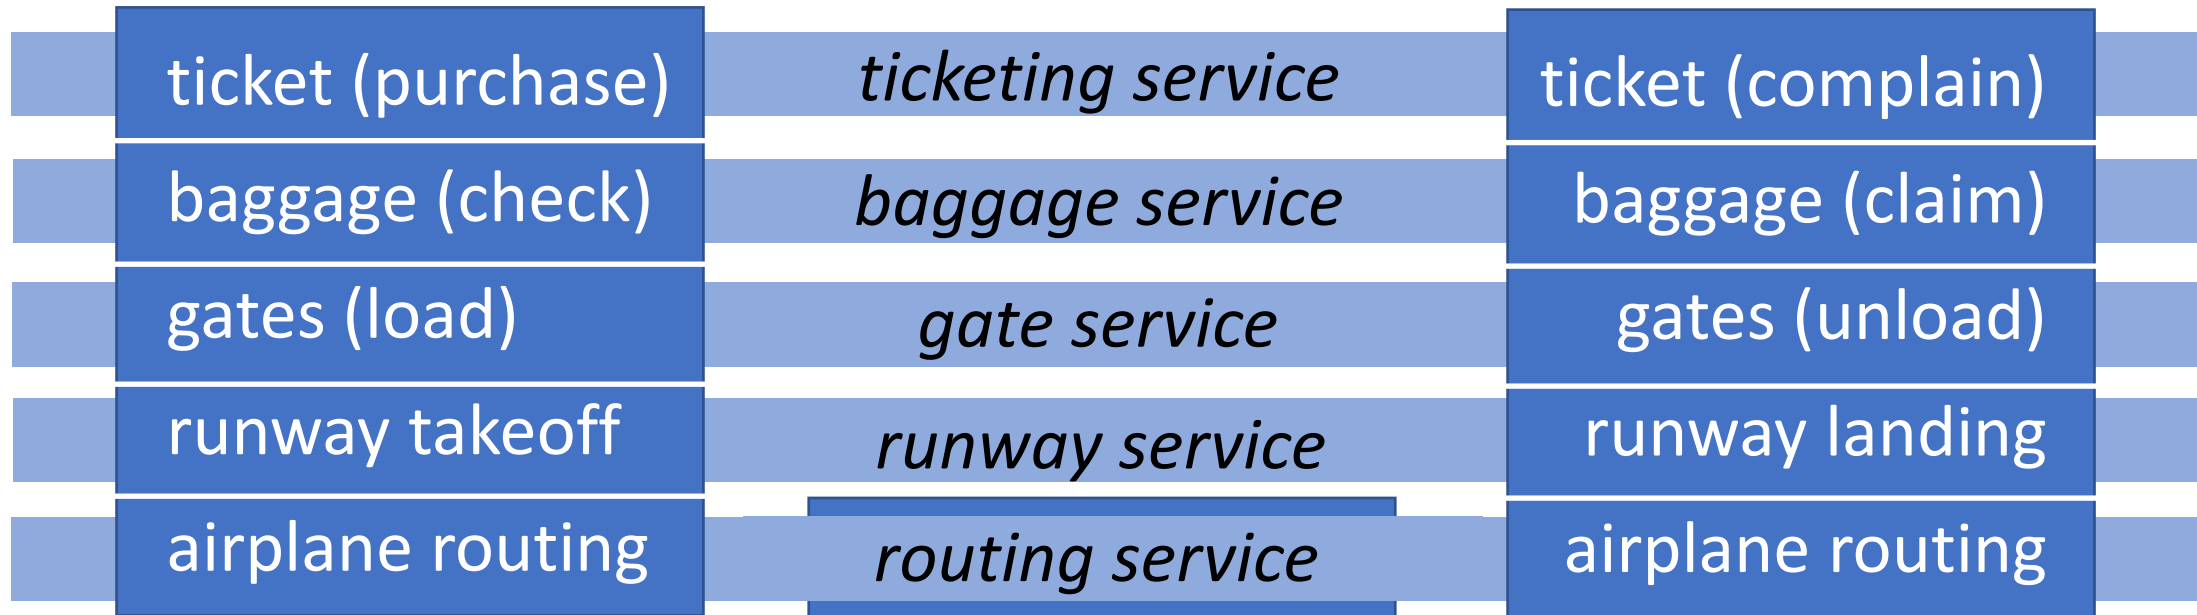 ticket (purchase) ticketing service ticket (complain)
baggage (check) baggage service baggage (claim)
gates (load) gate service gates (unload)
runway takeoff runway service runway landing
airplane routing routing service airplane routing